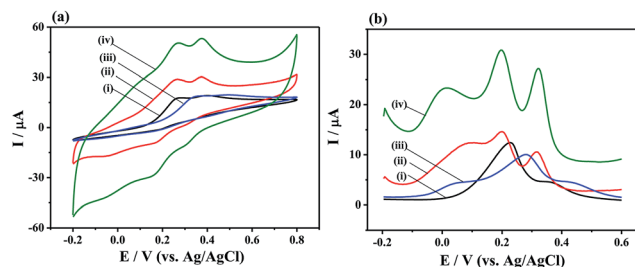 (a)
60
30
0
-30
-60
I / µA
(iv)
(iii)
(ii)
(i)
-0.2
0.0
0.2
0.4
0.6
0.8
E / V (vs. Ag/AgCl)
(b)
30
20
10
0
I / µA
(iv)
(iii)
(ii)
(i)
-0.2
0.0
0.2
0.4
0.6
E / V (vs. Ag/AgCl)